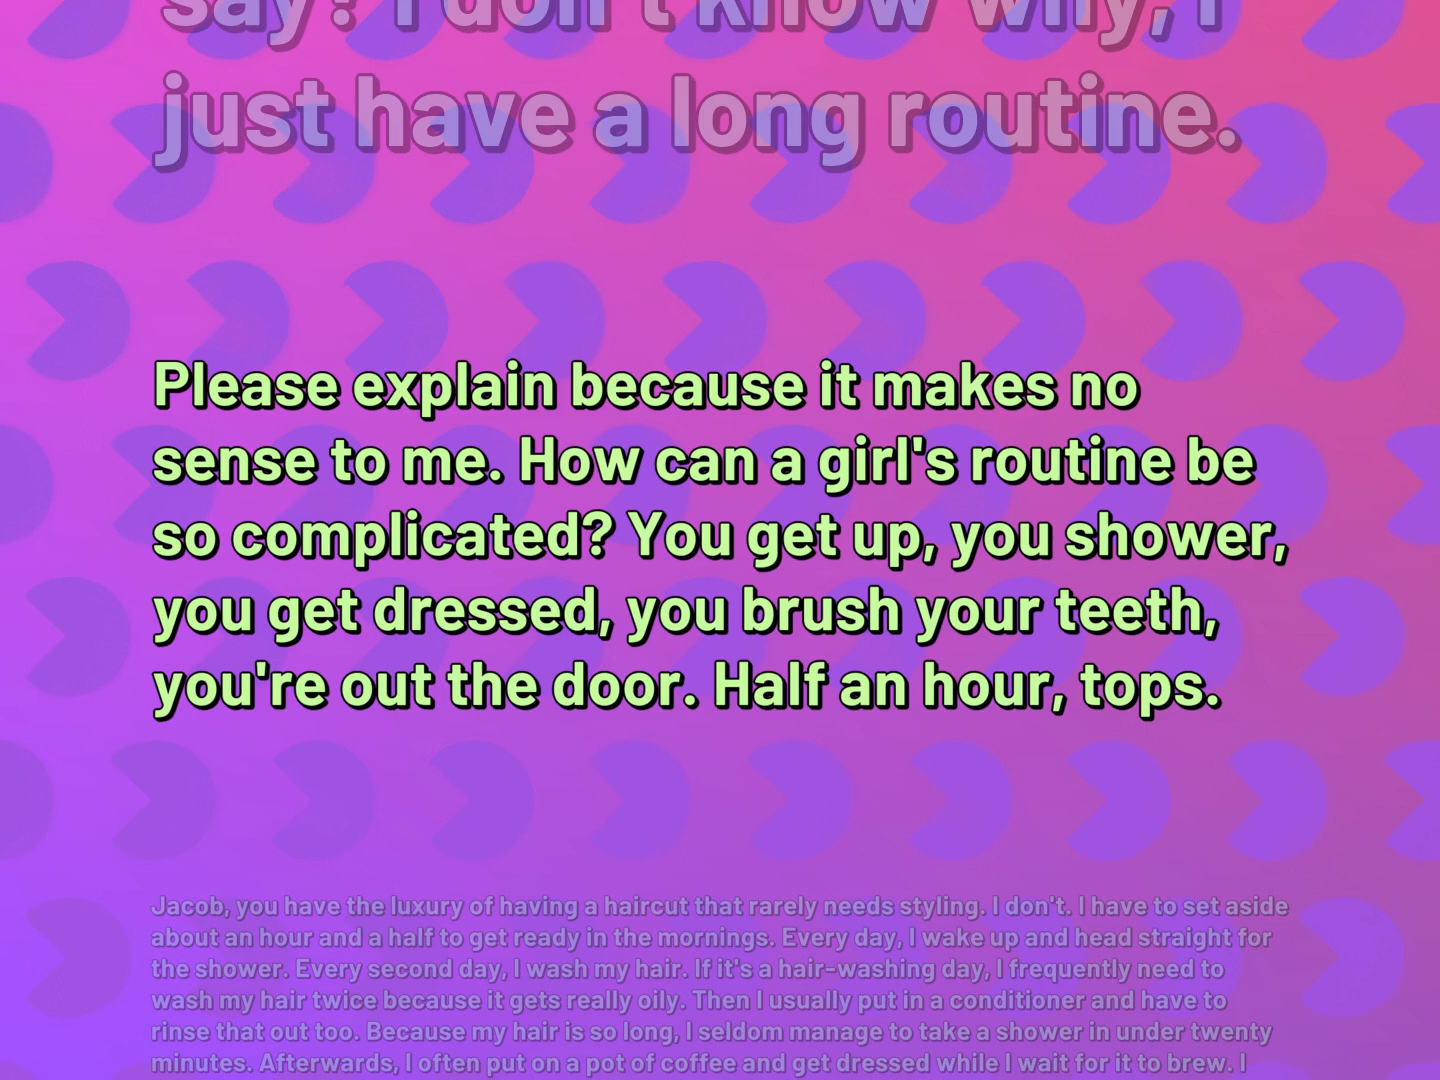 say? I don't know why, I
just have a long routine.
Please explain because it makes no
sense to me. How can a girl's routine be
so complicated? You get up, you shower,
you get dressed, you brush your teeth,
you're out the door. Half an hour, tops.
Jacob, you have the luxury of having a haircut that rarely needs styling. I don't. I have to set aside
about an hour and a half to get ready in the mornings. Every day, I wake up and head straight for
the shower. Every second day, I wash my hair. If it's a hair-washing day, I frequently need to
wash my hair twice because it gets really oily. Then I usually put in a conditioner and have to
rinse that out too. Because my hair is so long, I seldom manage to take a shower in under twenty
minutes. Afterwards, I often put on a pot of coffee and get dressed while I wait for it to brew. I